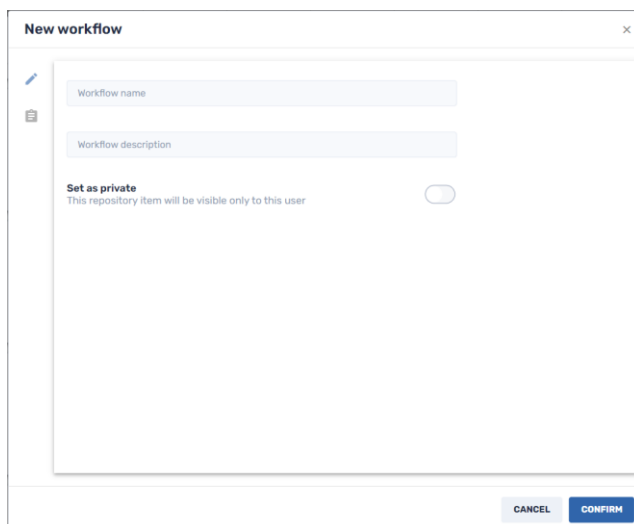 New workflow
Workflow name
Workflow description
Set as private
This repository item will be visible only to this user
CANCEL
CONFIRM